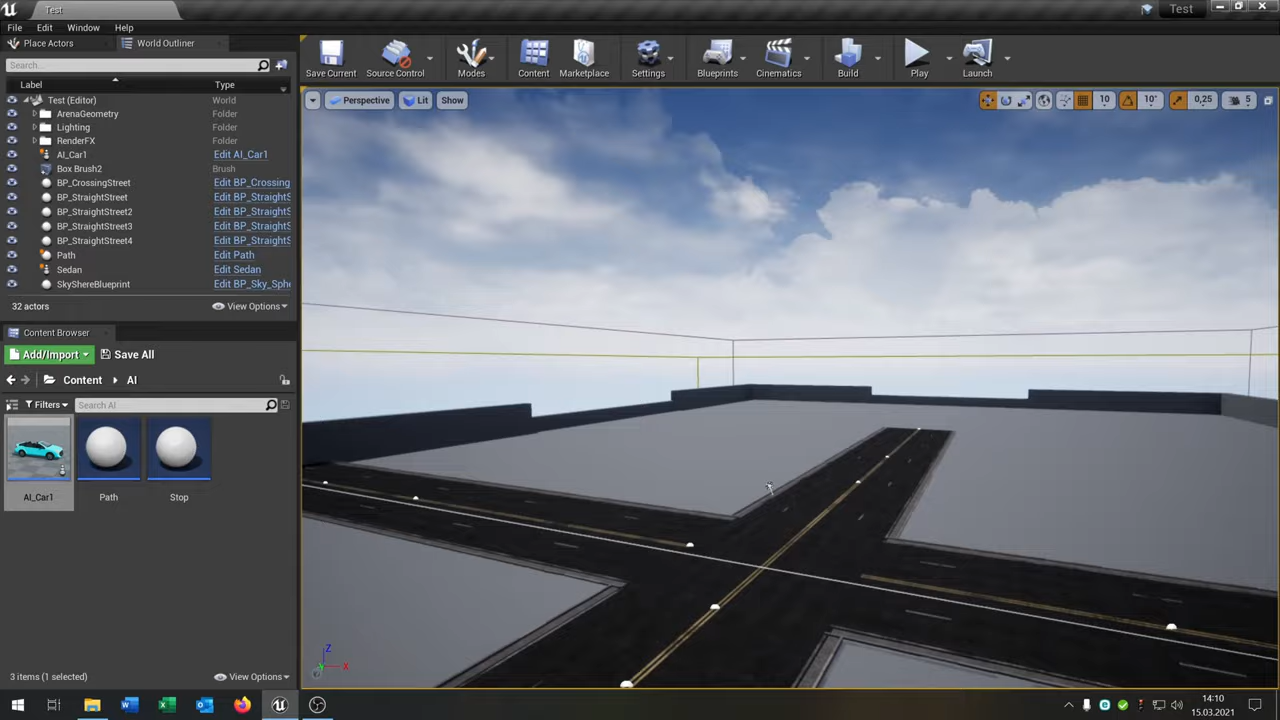 Test
Test
File Edit Window Help
Place Actors
World Outliner
Save Current
Source Control
Modes
Content
Marketplace
Settings
Blueprints
Cinematics
Build
Play
Launch
Search...
Label Type
Test (Editor) World
ArenaGeometry Folder
Lighting Folder
RenderFX Folder
AI_Car1 Edit AI_Car1
Box Brush2 Brush
BP_CrossingStreet Edit BP_Crossing
BP_StraightStreet Edit BP_StraightS
BP_StraightStreet2 Edit BP_StraightS
BP_StraightStreet3 Edit BP_StraightS
BP_StraightStreet4 Edit BP_StraightS
Path Edit Path
Sedan Edit Sedan
SkyShereBlueprint Edit BP_Sky_Sphe
32 actors View Options
Perspective Lit Show
10 10° 0,25 5
Content Browser
Add/Import Save All
Content AI
Filters Search AI
AI_Car1 Path Stop
3 items (1 selected) View Options
Z
Y X
14:10
15.03.2021